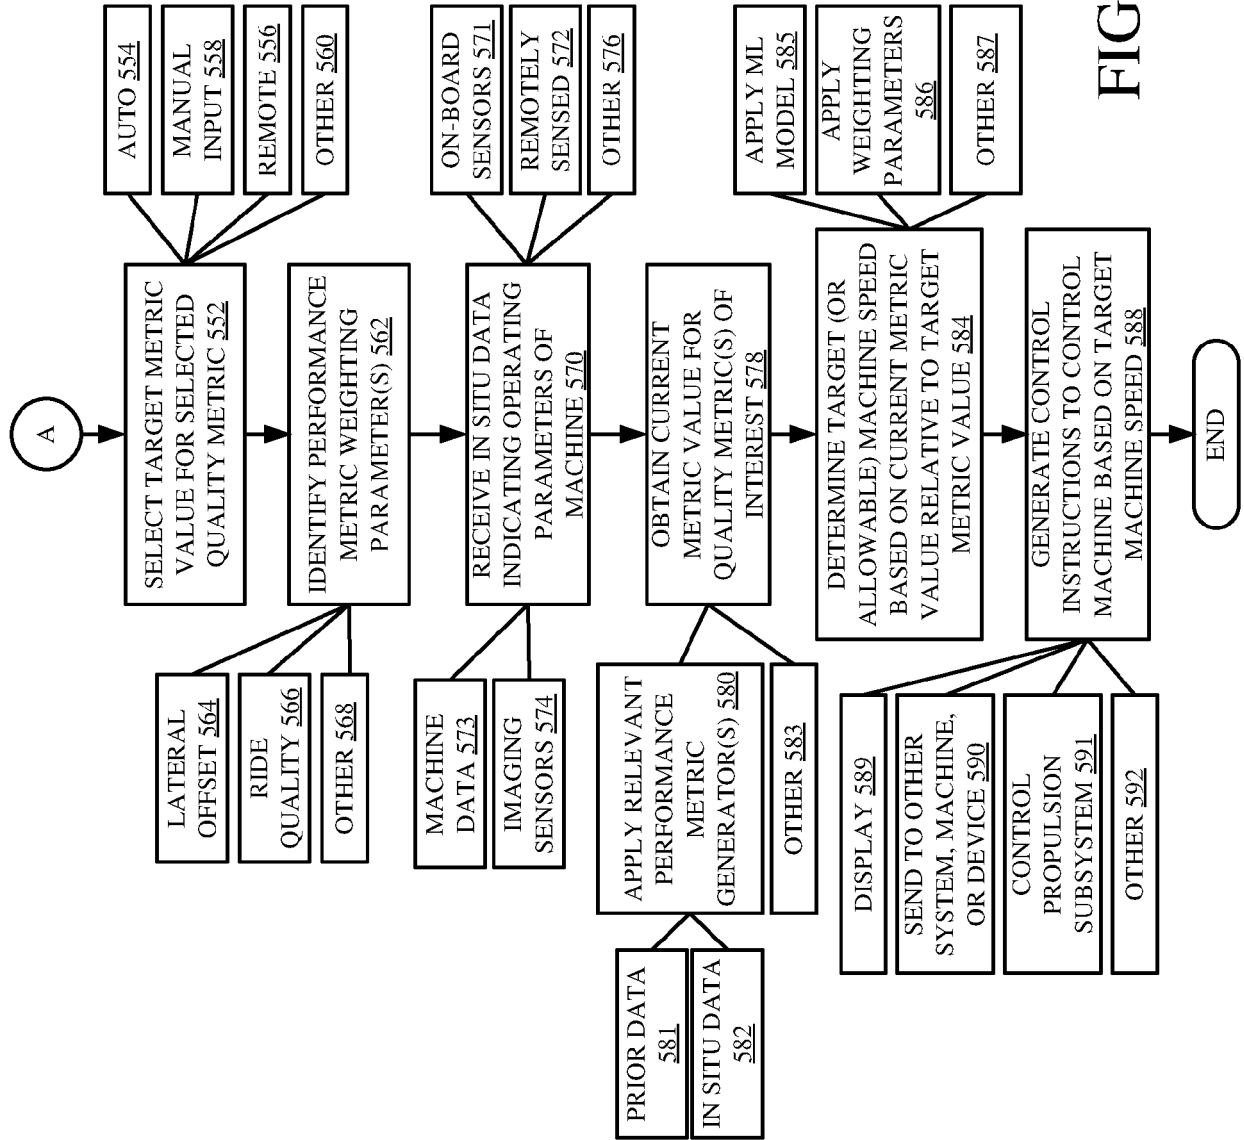 A
SELECT TARGET METRIC
VALUE FOR SELECTED
QUALITY METRIC 552
AUTO 554
MANUAL
INPUT 558
REMOTE 556
OTHER 560
IDENTIFY PERFORMANCE
METRIC WEIGHTING
PARAMETER(S) 562
LATERAL
OFFSET 564
RIDE
QUALITY 566
OTHER 568
RECEIVE IN SITU DATA
INDICATING OPERATING
PARAMETERS OF
MACHINE 570
ON-BOARD
SENSORS 571
REMOTELY
SENSED 572
OTHER 576
MACHINE
DATA 573
IMAGING
SENSORS 574
OBTAIN CURRENT
METRIC VALUE FOR
QUALITY METRIC(S) OF
INTEREST 578
APPLY RELEVANT
PERFORMANCE
METRIC
GENERATOR(S) 580
OTHER 583
PRIOR DATA
581
IN SITU DATA
582
DETERMINE TARGET (OR
ALLOWABLE) MACHINE SPEED
BASED ON CURRENT METRIC
VALUE RELATIVE TO TARGET
METRIC VALUE 584
APPLY ML
MODEL 585
APPLY
WEIGHTING
PARAMETERS
586
OTHER 587
GENERATE CONTROL
INSTRUCTIONS TO CONTROL
MACHINE BASED ON TARGET
MACHINE SPEED 588
DISPLAY 589
SEND TO OTHER
SYSTEM, MACHINE,
OR DEVICE 590
CONTROL
PROPULSION
SUBSYSTEM 591
OTHER 592
END
FIG